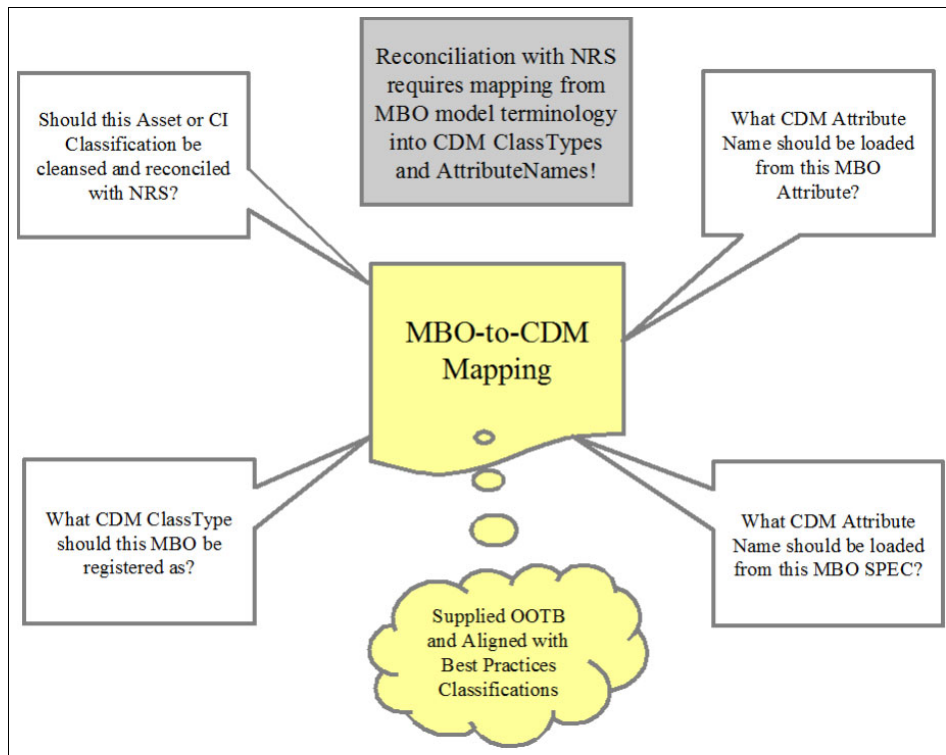 Reconciliation with NRS
requires mapping from
MBO model terminology
into CDM ClassTypes
and AttributeNames!
Should this Asset or CI
Classification be
cleansed and reconciled
with NRS?
What CDM Attribute
Name should be loaded
from this MBO
Attribute?
MBO-to-CDM
Mapping
What CDM ClassType
should this MBO be
registered as?
What CDM Attribute
Name should be loaded
from this MBO SPEC?
Supplied OOTB
and Aligned with
Best Practices
Classifications